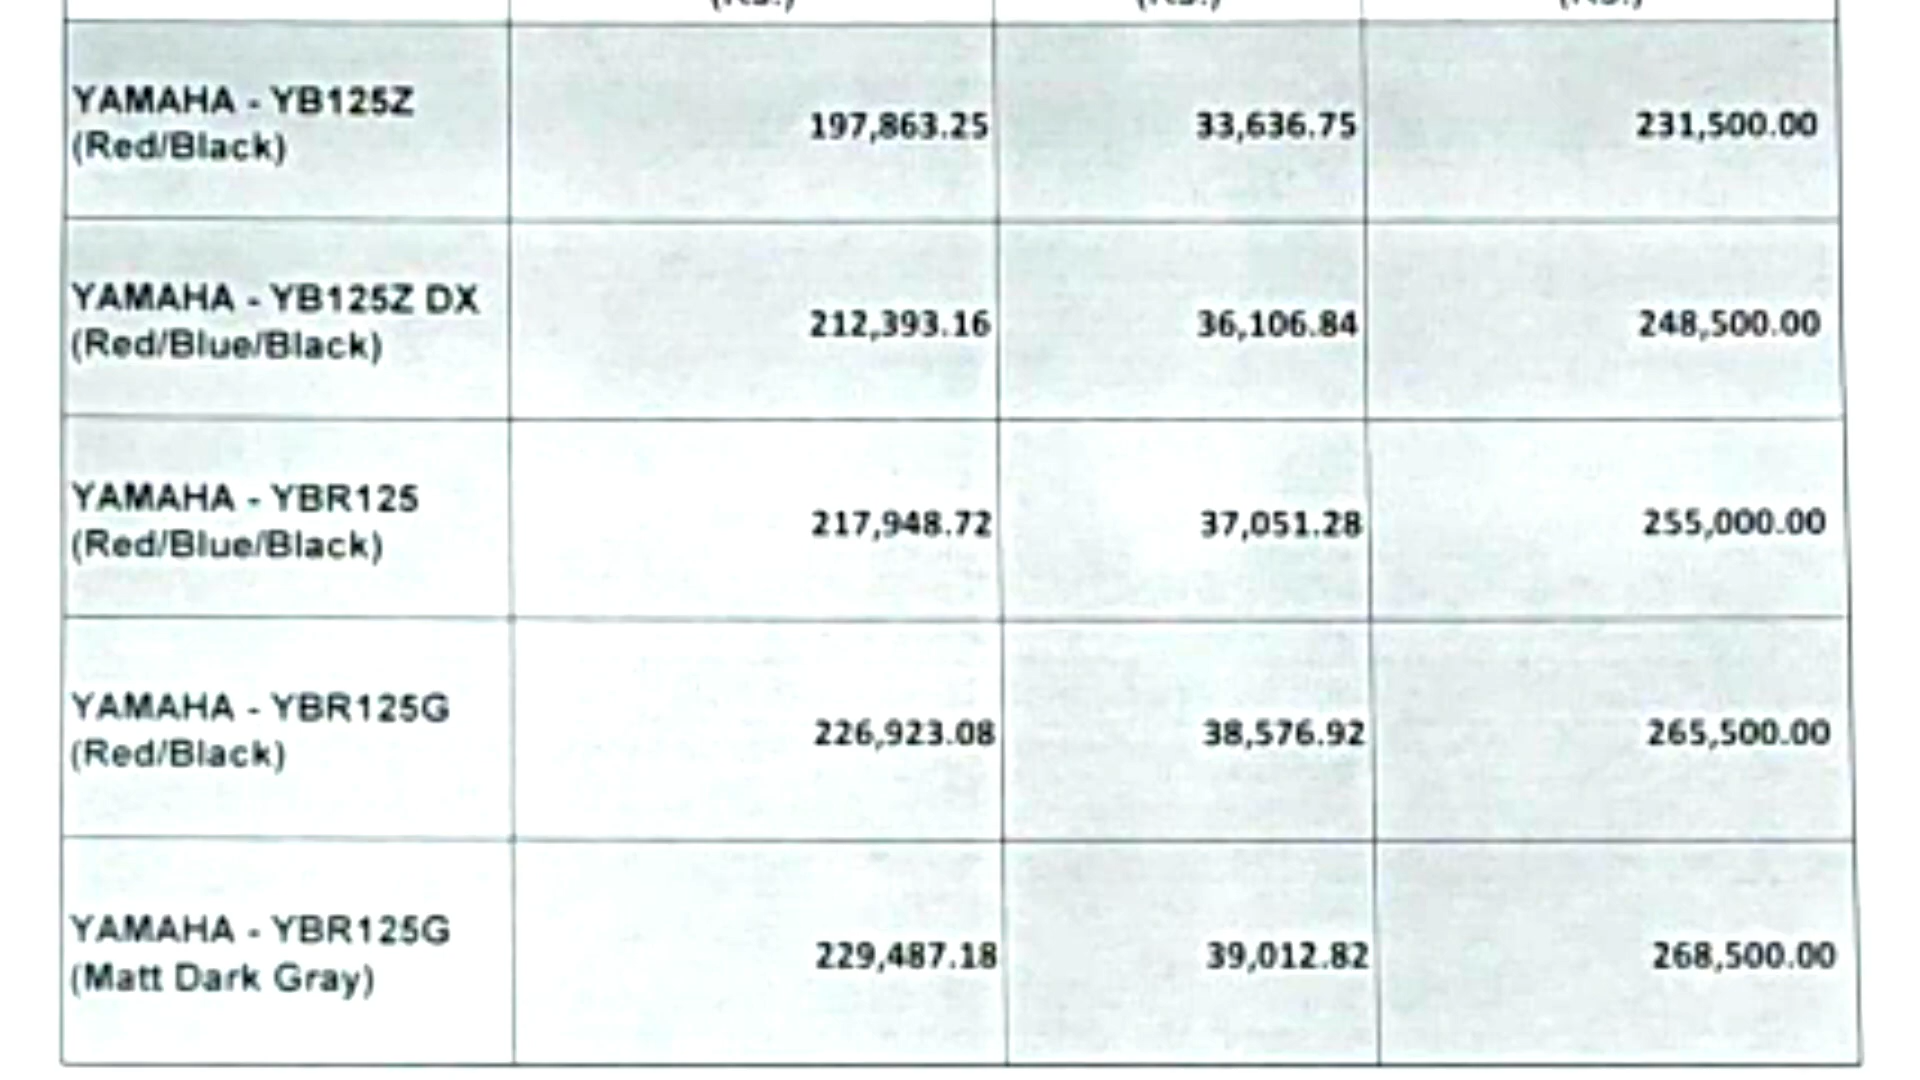 YAMAHA - YB125Z
(Red/Black)
197,863.25
33,636.75
231,500.00
YAMAHA - YB125Z DX
(Red/Blue/Black)
212,393.16
36,106.84
248,500.00
YAMAHA - YBR125
(Red/Blue/Black)
217,948.72
37,051.28
255,000.00
YAMAHA - YBR125G
(Red/Black)
226,923.08
38,576.92
265,500.00
YAMAHA - YBR125G
(Matt Dark Gray)
229,487.18
39,012.82
268,500.00